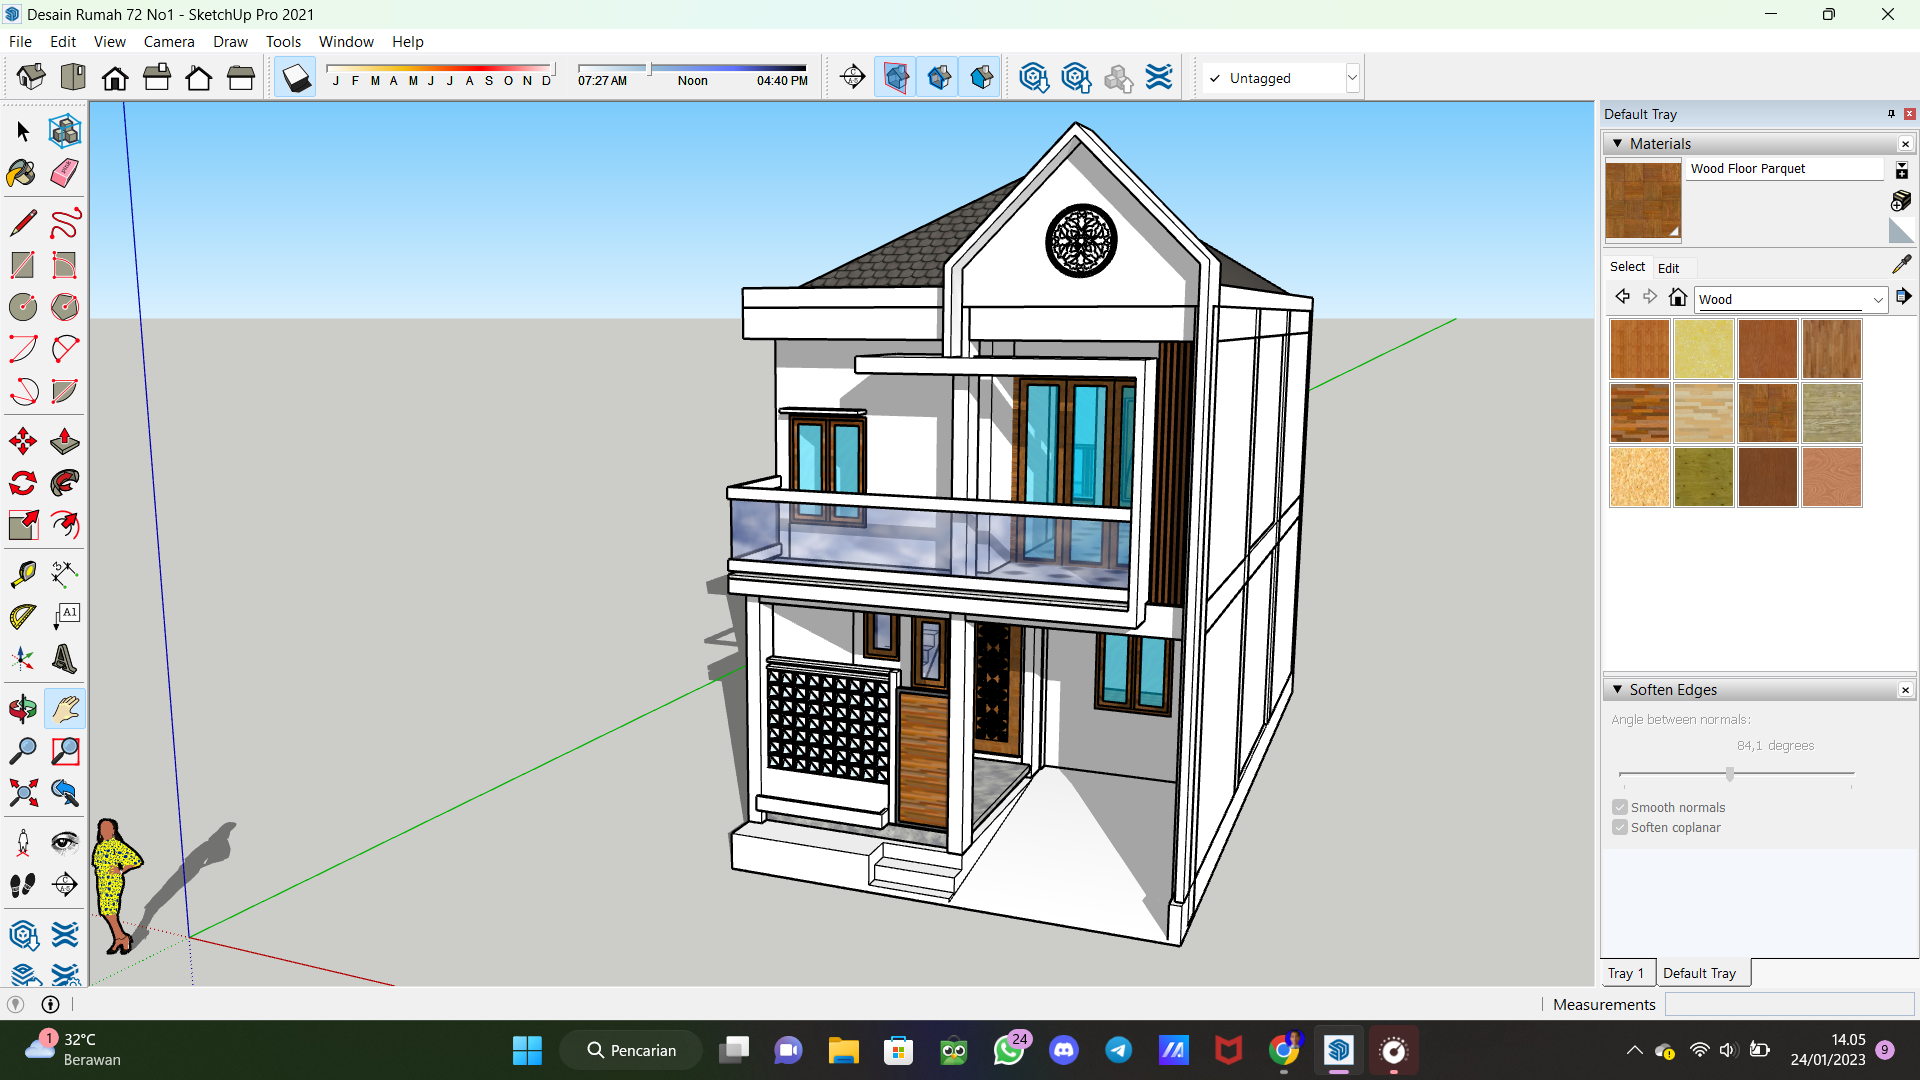 Desain Rumah 72 No1 - SketchUp Pro 2021
File Edit View Camera Draw Tools Window Help
J F M A M J J A S O N D
07:27 AM Noon 04:40 PM
Untagged
Default Tray
Materials
Wood Floor Parquet
Select Edit
Wood
A1
Soften Edges
Angle between normals:
84,1 degrees
Smooth normals
Soften coplanar
Tray 1 Default Tray
Measurements
1
32°C
Berawan
Pencarian
24
14.05
24/01/2023
9